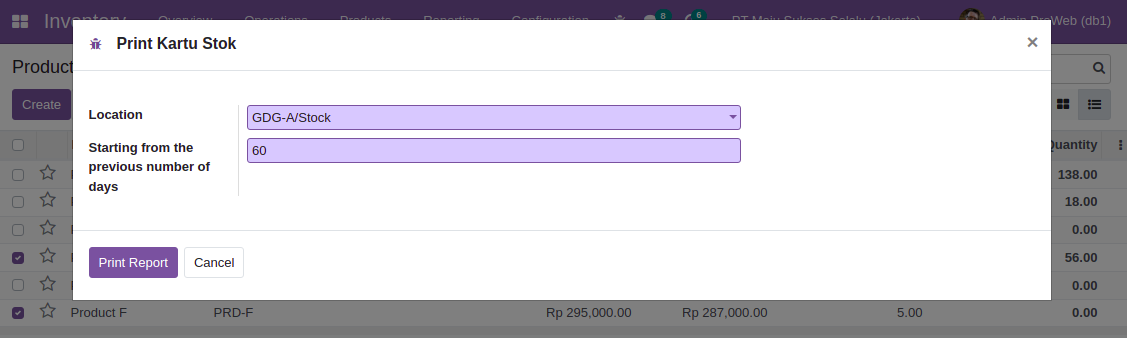 Inventory Overview Operations Products Reporting Configuration 8 6 PT Maju Sukses Selalu (Jakarta) Admin ProWeb (db1)
Print Kartu Stok ×
Product
Create
Location GDG-A/Stock
Starting from the previous number of days 60
Quantity
138.00
18.00
0.00
56.00
0.00
Print Report Cancel
Product F PRD-F Rp 295,000.00 Rp 287,000.00 5.00 0.00